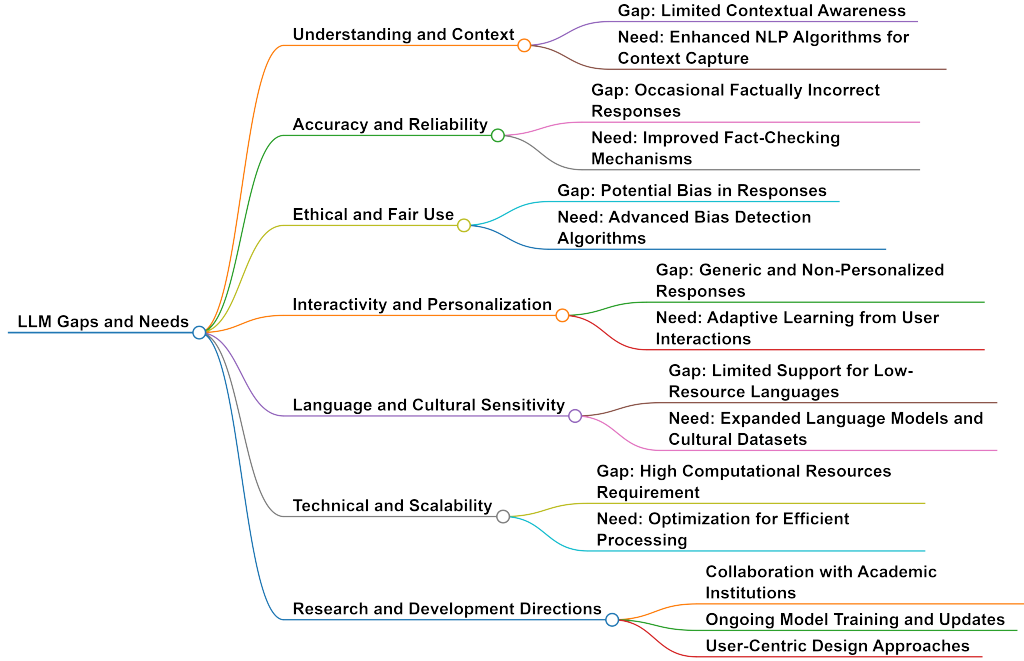 LLM Gaps and Needs
Understanding and Context
Gap: Limited Contextual Awareness
Need: Enhanced NLP Algorithms for
Context Capture
Accuracy and Reliability
Gap: Occasional Factually Incorrect
Responses
Need: Improved Fact-Checking
Mechanisms
Ethical and Fair Use
Gap: Potential Bias in Responses
Need: Advanced Bias Detection
Algorithms
Interactivity and Personalization
Gap: Generic and Non-Personalized
Responses
Need: Adaptive Learning from User
Interactions
Language and Cultural Sensitivity
Gap: Limited Support for Low-
Resource Languages
Need: Expanded Language Models and
Cultural Datasets
Technical and Scalability
Gap: High Computational Resources
Requirement
Need: Optimization for Efficient
Processing
Research and Development Directions
Collaboration with Academic
Institutions
Ongoing Model Training and Updates
User-Centric Design Approaches